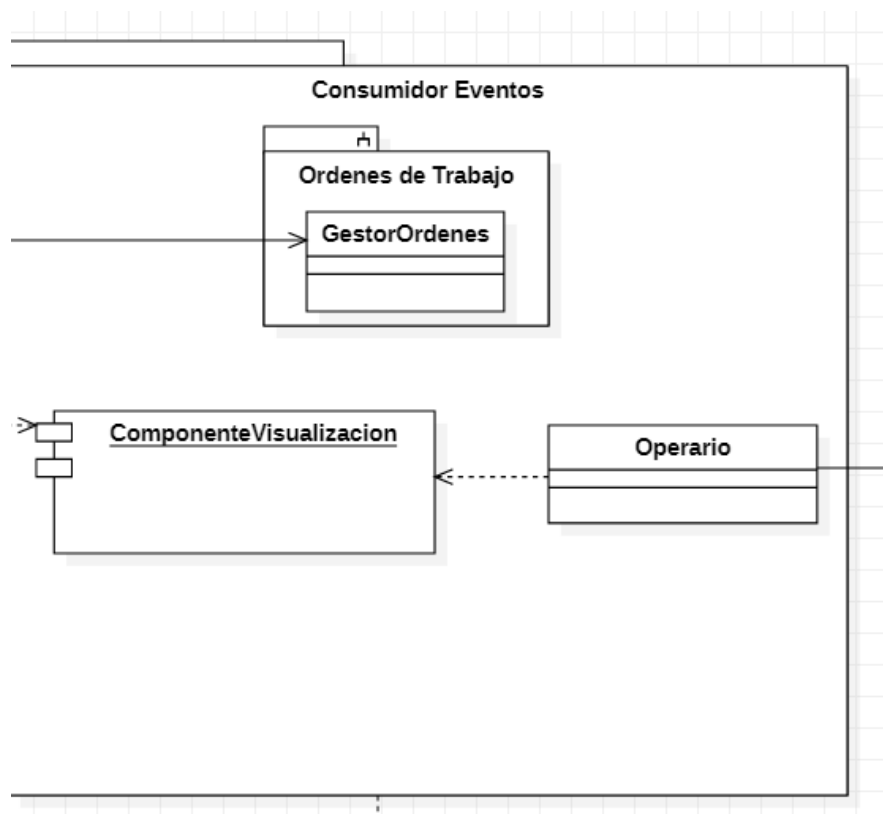 Consumidor Eventos
Ordenes de Trabajo
GestorOrdenes
ComponenteVisualizacion
Operario